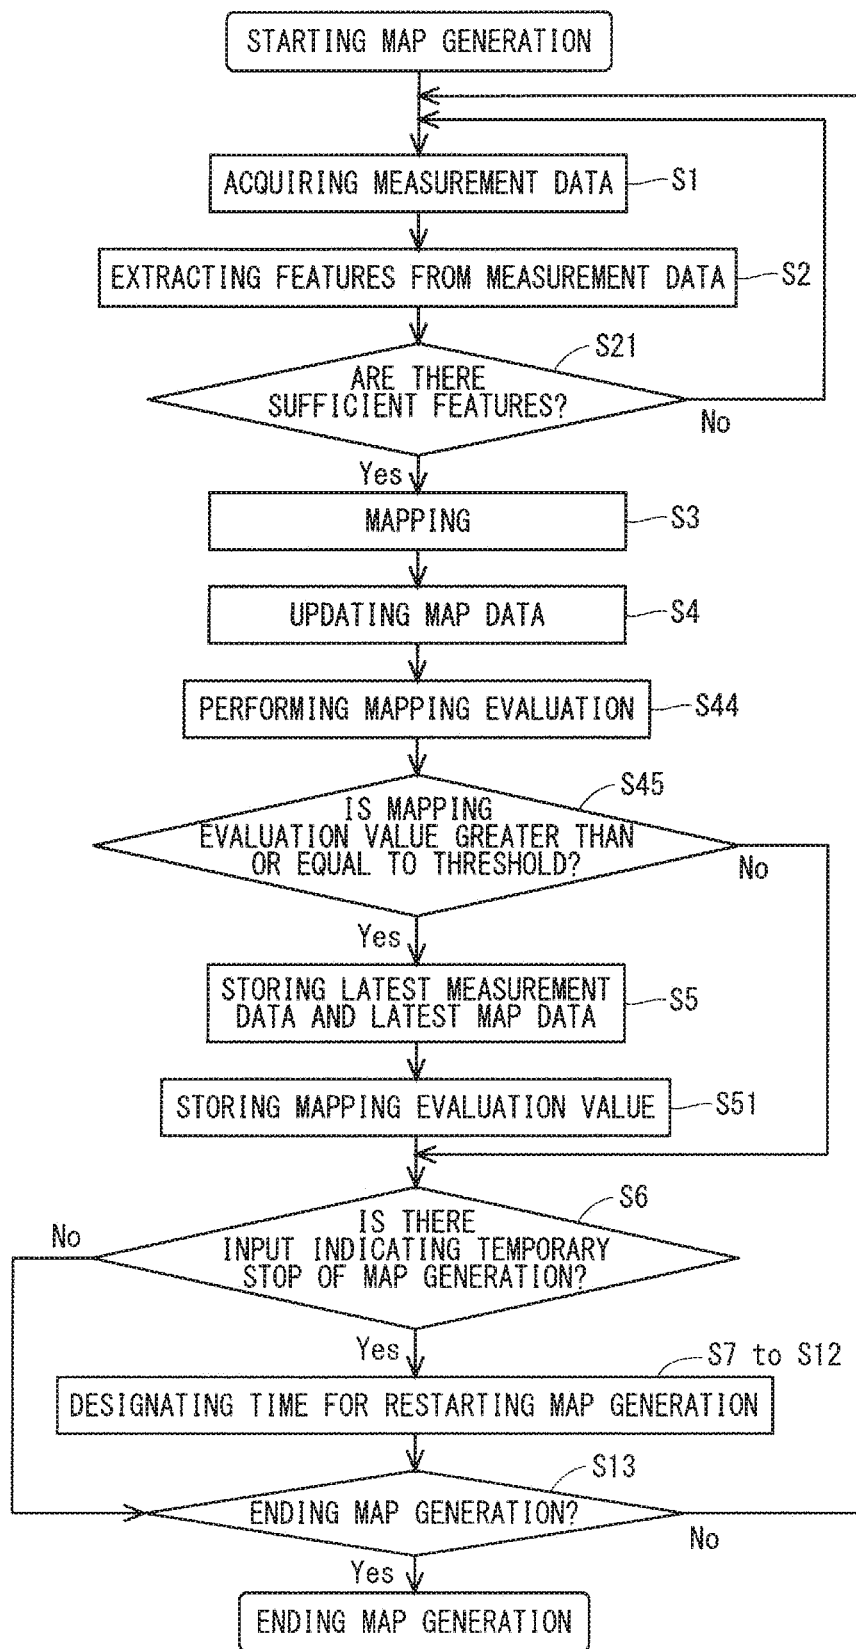 STARTING MAP GENERATION
ACQUIRING MEASUREMENT DATA
S1
EXTRACTING FEATURES FROM MEASUREMENT DATA
S2
S21
ARE THERE
SUFFICIENT FEATURES?
No
Yes
MAPPING
S3
UPDATING MAP DATA
S4
PERFORMING MAPPING EVALUATION
S44
S45
IS MAPPING
EVALUATION VALUE GREATER THAN
OR EQUAL TO THRESHOLD?
No
Yes
STORING LATEST MEASUREMENT
DATA AND LATEST MAP DATA
S5
STORING MAPPING EVALUATION VALUE
S51
S6
IS THERE
INPUT INDICATING TEMPORARY
STOP OF MAP GENERATION?
No
Yes
S7 to S12
DESIGNATING TIME FOR RESTARTING MAP GENERATION
S13
ENDING MAP GENERATION?
No
Yes
ENDING MAP GENERATION